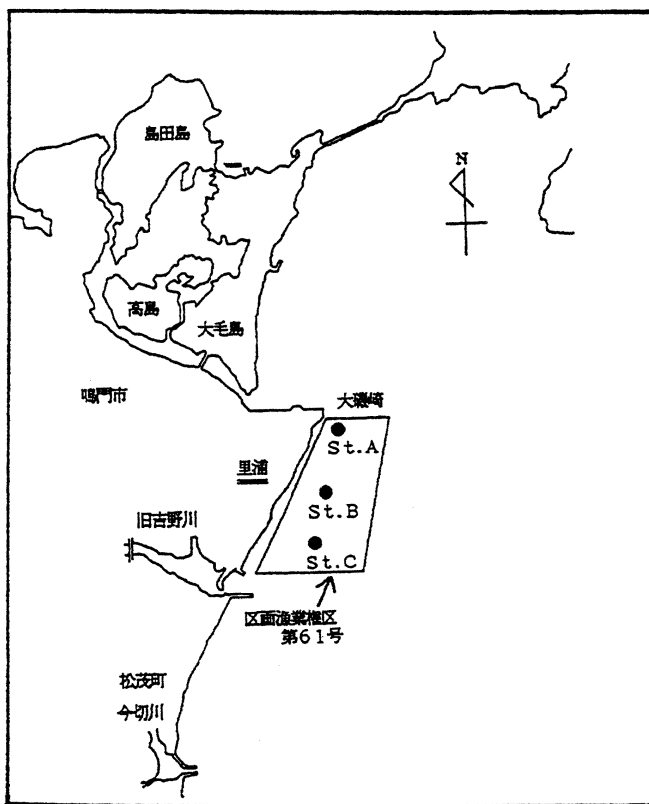 島田島
N
高島
大毛島
鳴門市
大磯崎
St.A
里浦
St.B
旧吉野川
St.C
区画漁業権区
第61号
松茂町
今切川